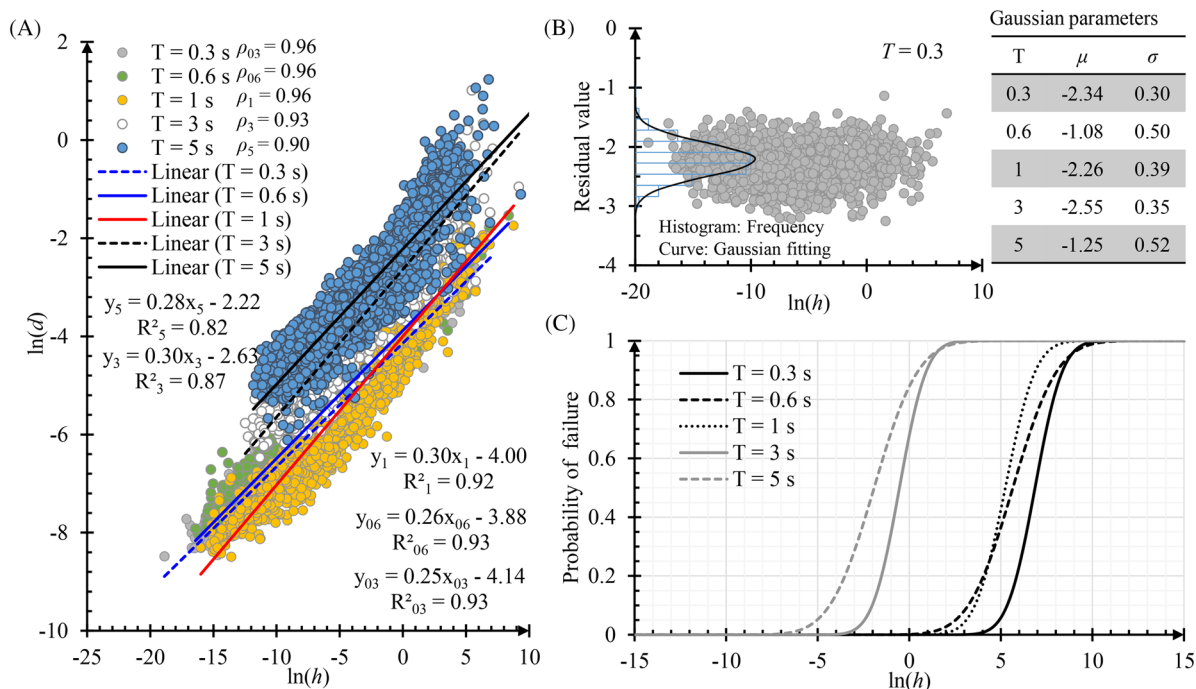 (A)
2
0
-2
-4
-6
-8
-10
-25
-20
-15
-10
-5
0
5
10
ln(d)
ln(h)
T = 0.3 s ρ₀₃ = 0.96
T = 0.6 s ρ₀₆ = 0.96
T = 1 s ρ₁ = 0.96
T = 3 s ρ₃ = 0.93
T = 5 s ρ₅ = 0.90
Linear (T = 0.3 s)
Linear (T = 0.6 s)
Linear (T = 1 s)
Linear (T = 3 s)
Linear (T = 5 s)
y₅ = 0.28x₅ - 2.22
R²₅ = 0.82
y₃ = 0.30x₃ - 2.63
R²₃ = 0.87
y₁ = 0.30x₁ - 4.00
R²₁ = 0.92
y₀₆ = 0.26x₀₆ - 3.88
R²₀₆ = 0.93
y₀₃ = 0.25x₀₃ - 4.14
R²₀₃ = 0.93
(B)
0
-1
-2
-3
-4
-20
-10
0
10
Residual value
ln(h)
T = 0.3
Histogram: Frequency
Curve: Gaussian fitting
Gaussian parameters
T μ σ
0.3 -2.34 0.30
0.6 -1.08 0.50
1 -2.26 0.39
3 -2.55 0.35
5 -1.25 0.52
(C)
1
0.8
0.6
0.4
0.2
0
-15
-10
-5
0
5
10
15
Probability of failure
ln(h)
T = 0.3 s
T = 0.6 s
T = 1 s
T = 3 s
T = 5 s